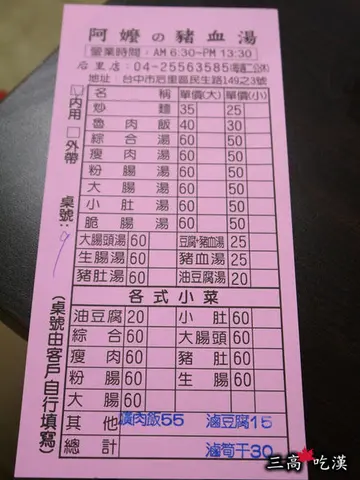 阿嬤の豬血湯
營業時間：AM 6:30~PM 13:30
后里店：04-25563585(每週二公休)
地址：台中市后里區民生路149之3號
名稱 單價(大) 單價(小)
炒麵 35 25
魯肉飯 40 30
綜合湯 60 50
瘦肉湯 60 50
粉腸湯 60 50
大腸湯 60 50
小肚湯 60 50
脆腸湯 60 50
大腸頭湯 60 豆腐+豬血湯 25
生腸湯 60 豬血湯 25
豬肚湯 60 油豆腐湯 20
各式小菜
油豆腐 20 小肚 60
綜合 60 大腸頭 60
瘦肉 60 豬肚 60
粉腸 60 生腸 60
大腸 60
其他 滷肉飯55 滷豆腐15
總計 滷筍干30
☑內用 □外帶
桌號：9
(桌號由客戶自行填寫)
三高吃漢